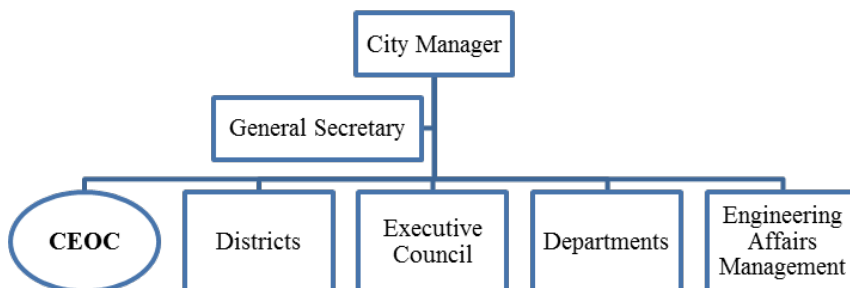 City Manager
General Secretary
CEOC
Districts
Executive
Council
Departments
Engineering
Affairs
Management